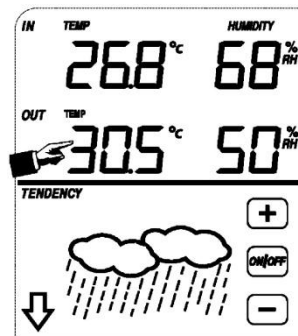 IN TEMP HUMIDITY
26.8 °C 68 % RH
OUT TEMP
30.5 °C 50 % RH
TENDENCY
+
ON/OFF
−